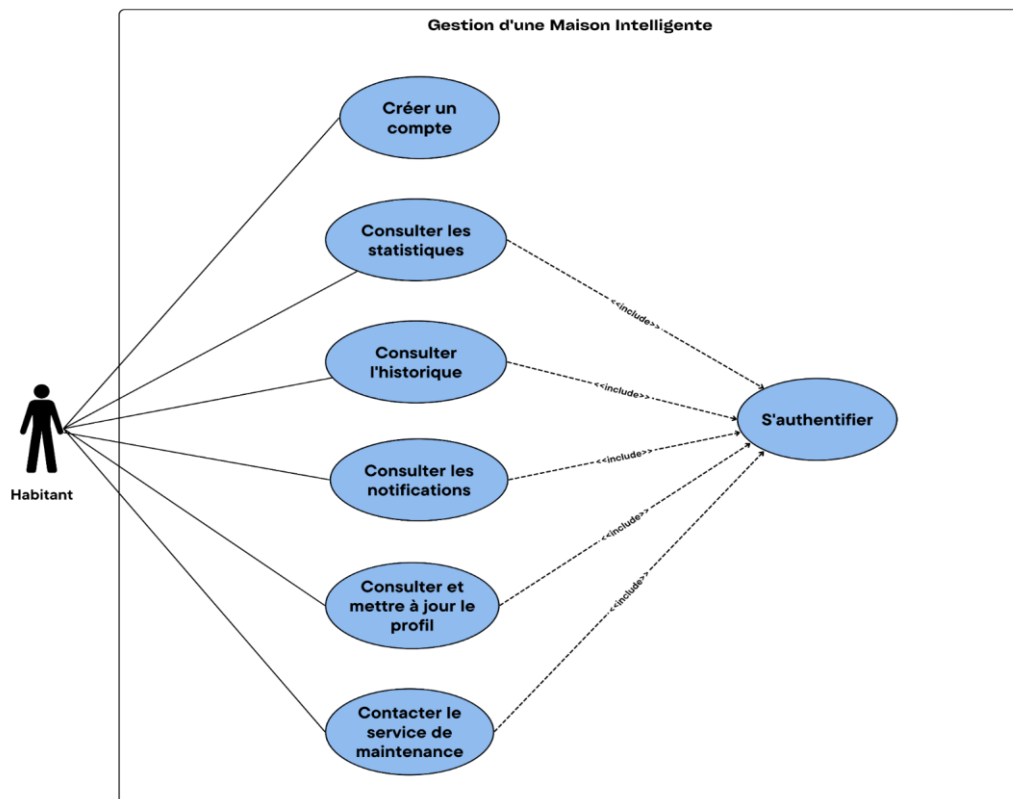 Gestion d'une Maison Intelligente
Créer un
compte
Consulter les
statistiques
<<include>>
Consulter
l'historique
<<include>>
S'authentifier
Habitant
Consulter les
notifications
<<include>>
Consulter et
mettre à jour le
profil
<<include>>
Contacter le
service de
maintenance
<<include>>